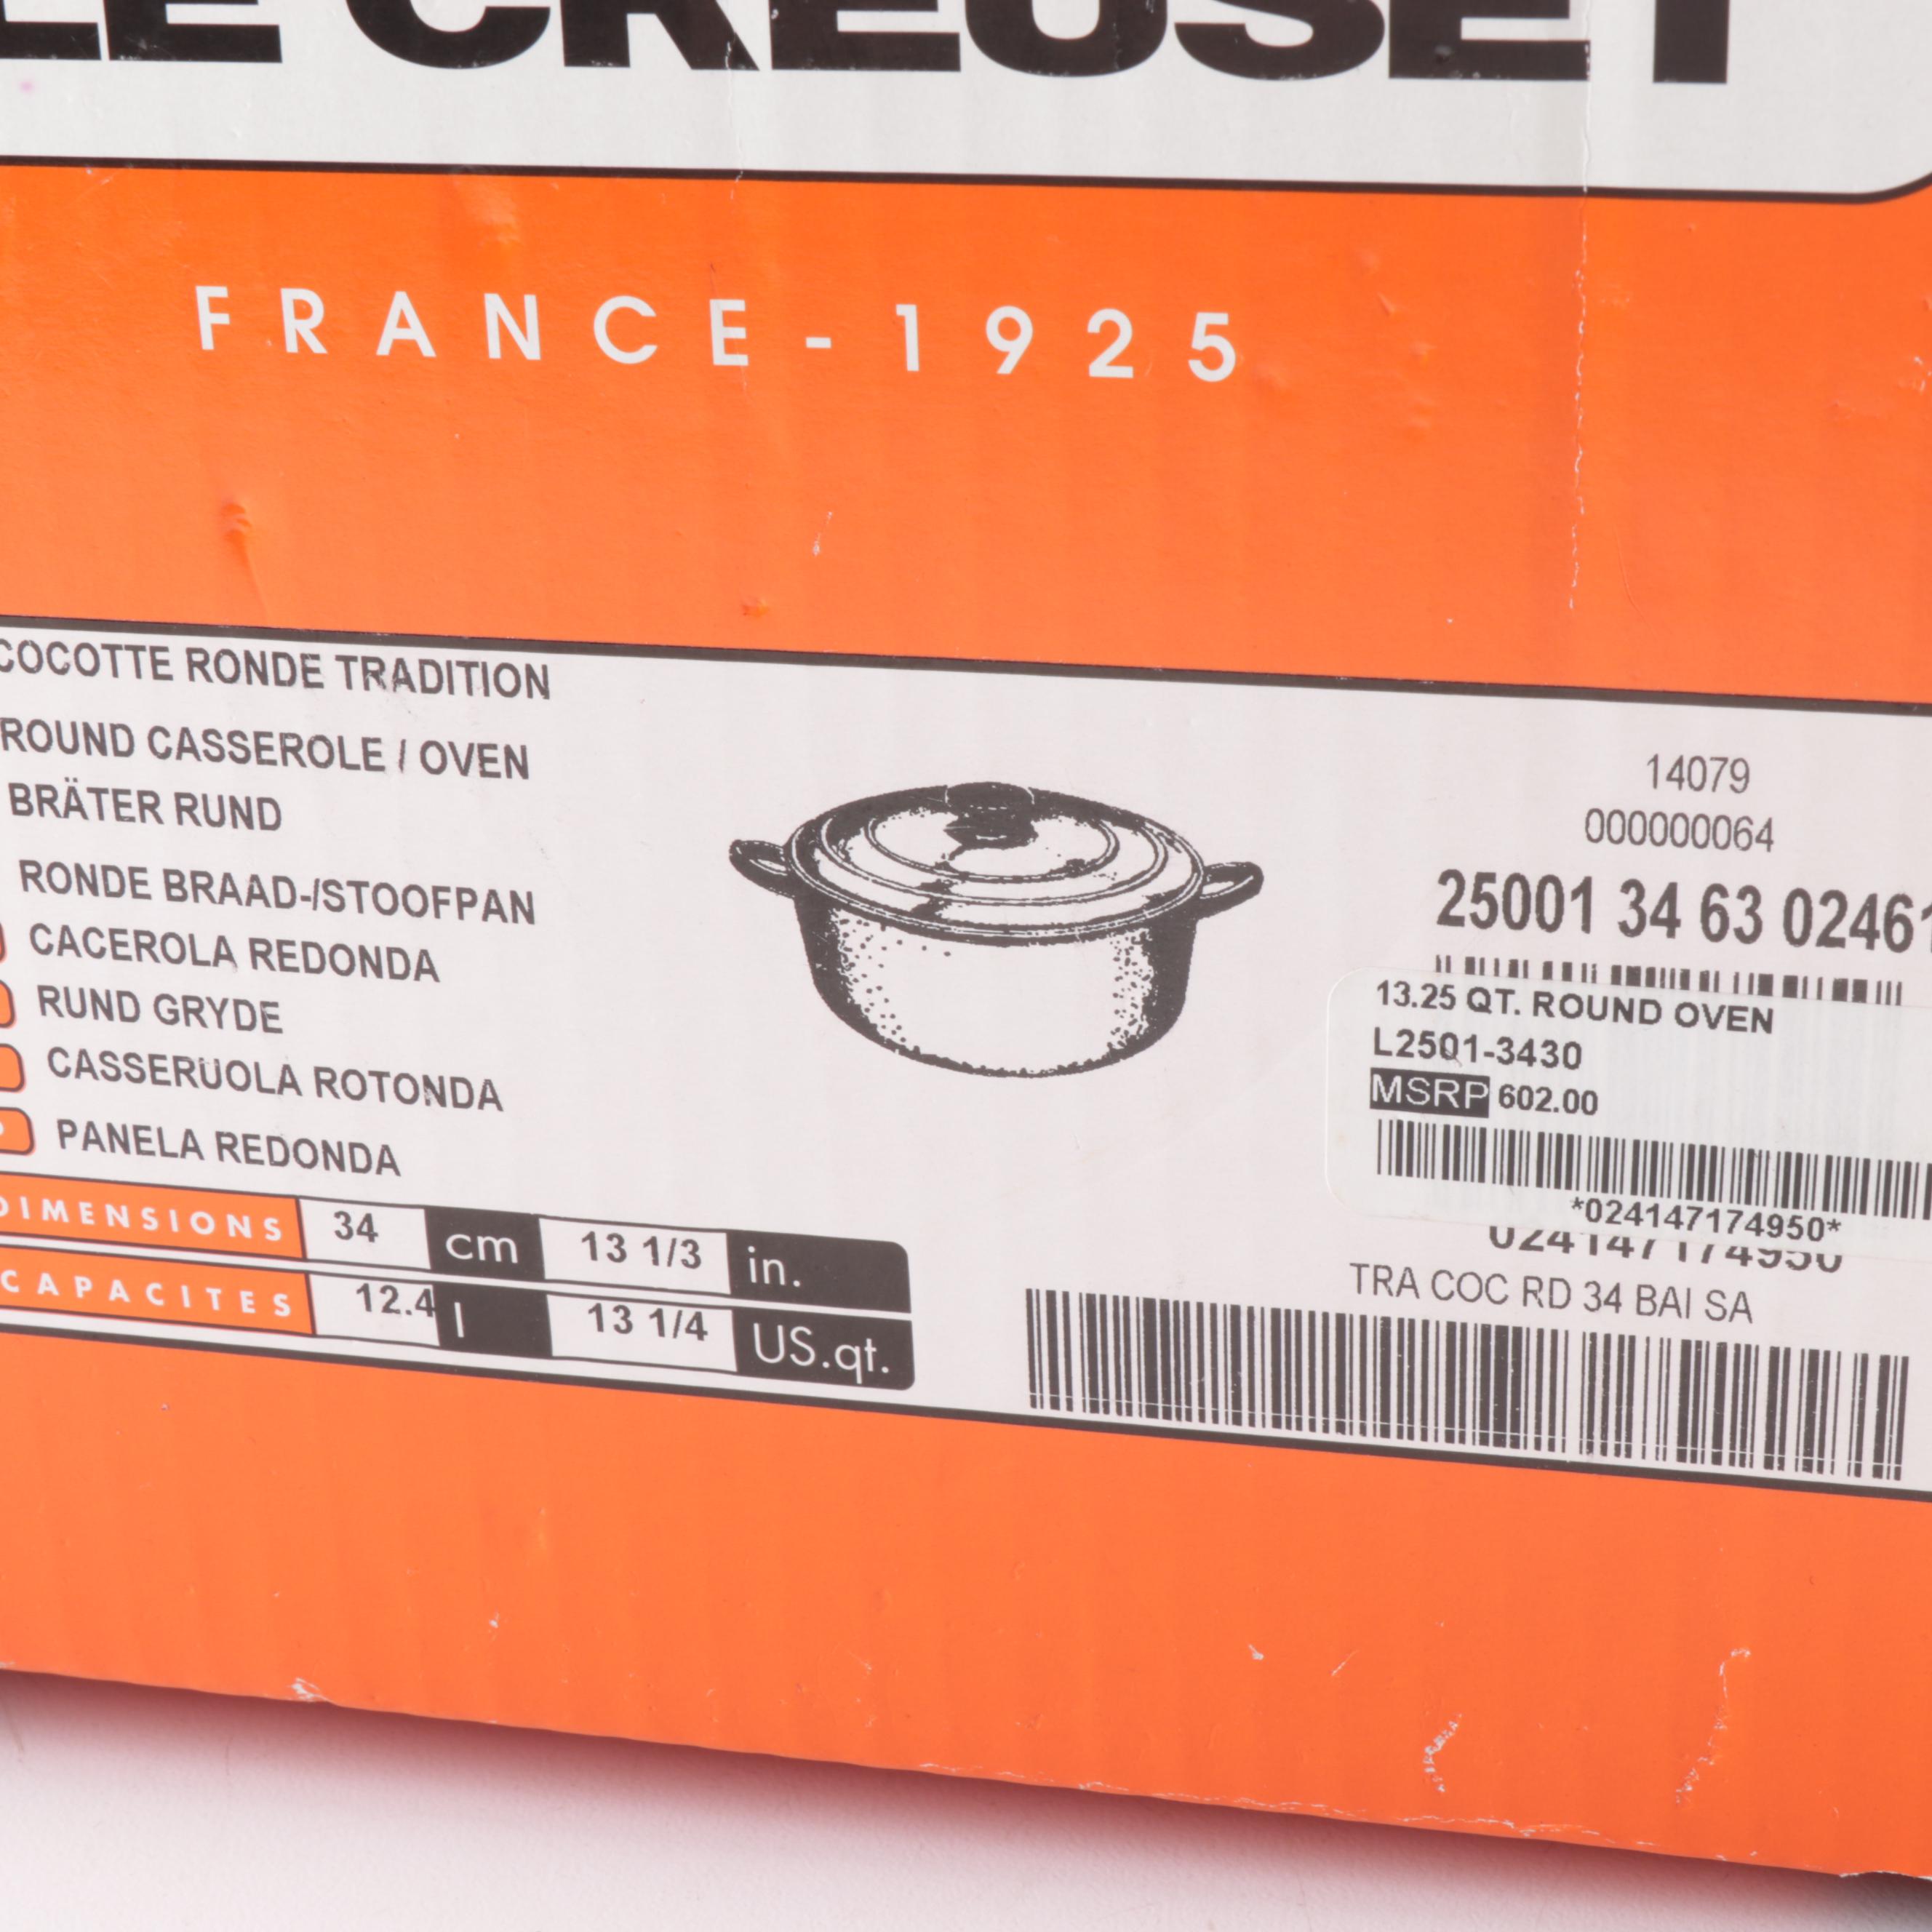 LE CREUSET
FRANCE-1925
COCOTTE RONDE TRADITION
ROUND CASSEROLE / OVEN
BRÄTER RUND
RONDE BRAAD-/STOOFPAN
CACEROLA REDONDA
RUND GRYDE
CASSERUOLA ROTONDA
P PANELA REDONDA
DIMENSIONS 34 cm 13 1/3 in.
CAPACITES 12.4 l 13 1/4 US.qt.
14079
000000064
25001 34 63 02461
13.25 QT. ROUND OVEN
L2501-3430
MSRP 602.00
*024147174950*
024147174950
TRA COC RD 34 BAI SA